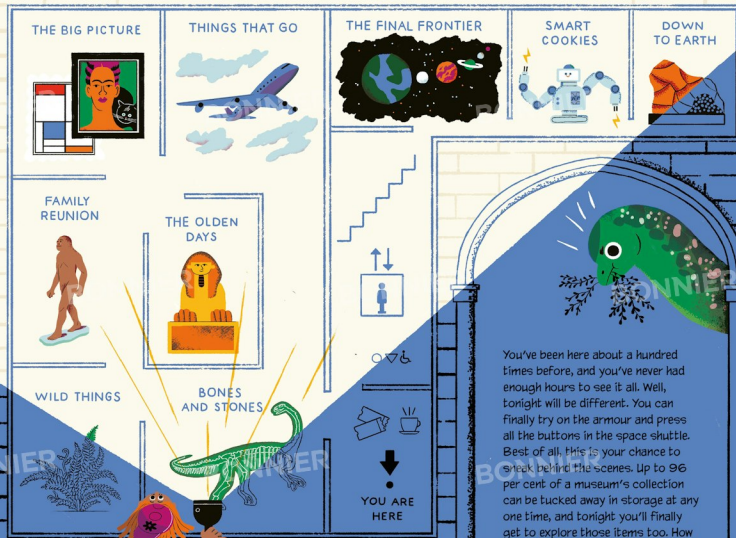 THE BIG PICTURE
THINGS THAT GO
THE FINAL FRONTIER
SMART
COOKIES
DOWN
TO EARTH
FAMILY
REUNION
THE OLDEN
DAYS
WILD THINGS
BONES
AND STONES
YOU ARE
HERE
You've been here about a hundred
times before, and you've never had
enough hours to see it all. Well,
tonight will be different. You can
finally try on the armour and press
all the buttons in the space shuttle.
Best of all, this is your chance to
sneak behind the scenes. Up to 96
per cent of a museum's collection
can be tucked away in storage at any
one time, and tonight you'll finally
get to explore those items too. How
BONNIER
BONNIER
BONNIER
BONNIER
BONNIER